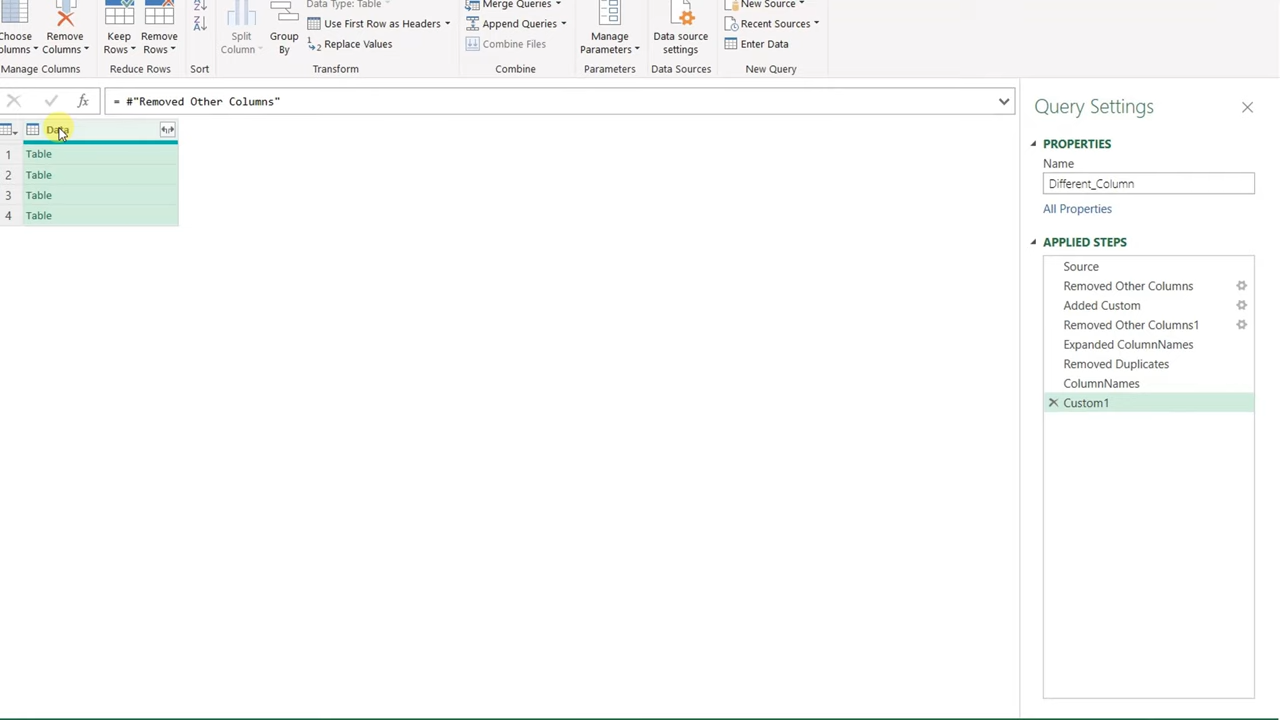 Data Type: Table
Merge Queries
New Source
Choose
Columns
Remove
Columns
Keep
Rows
Remove
Rows
Split
Column
Group
By
Use First Row as Headers
1
2 Replace Values
Append Queries
Combine Files
Manage
Parameters
Data source
settings
Recent Sources
Enter Data
Manage Columns
Reduce Rows
Sort
Transform
Combine
Parameters
Data Sources
New Query
fx
= #"Removed Other Columns"
Data
1 Table
2 Table
3 Table
4 Table
Query Settings
PROPERTIES
Name
Different_Column
All Properties
APPLIED STEPS
Source
Removed Other Columns
Added Custom
Removed Other Columns1
Expanded ColumnNames
Removed Duplicates
ColumnNames
Custom1